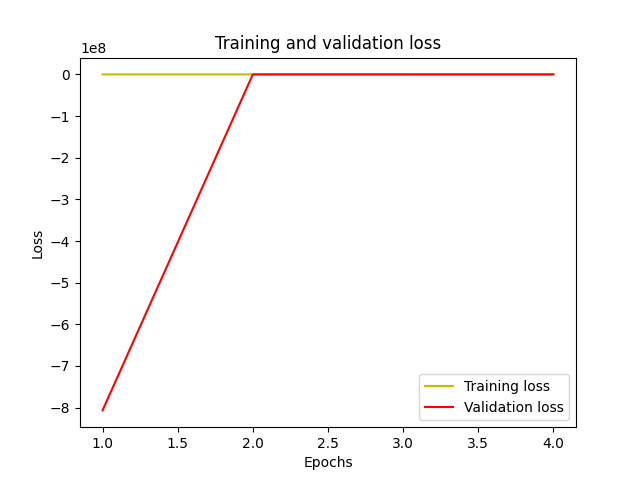 Training and validation loss
1e8
0
−1
−2
−3
−4
−5
−6
−7
−8
Loss
1.0 1.5 2.0 2.5 3.0 3.5 4.0
Epochs
Training loss
Validation loss